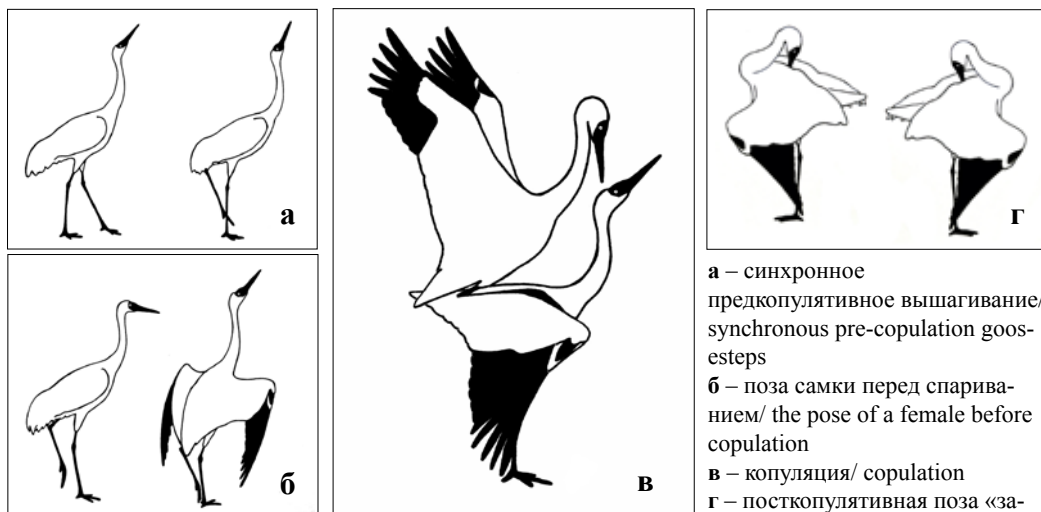 а
б
в
г
а – синхронное
предкопулятивное вышагивание/
synchronous pre-copulation goos-
esteps
б – поза самки перед спарива-
нием/ the pose of a female before
copulation
в – копуляция/ copulation
г – посткопулятивная поза «за-